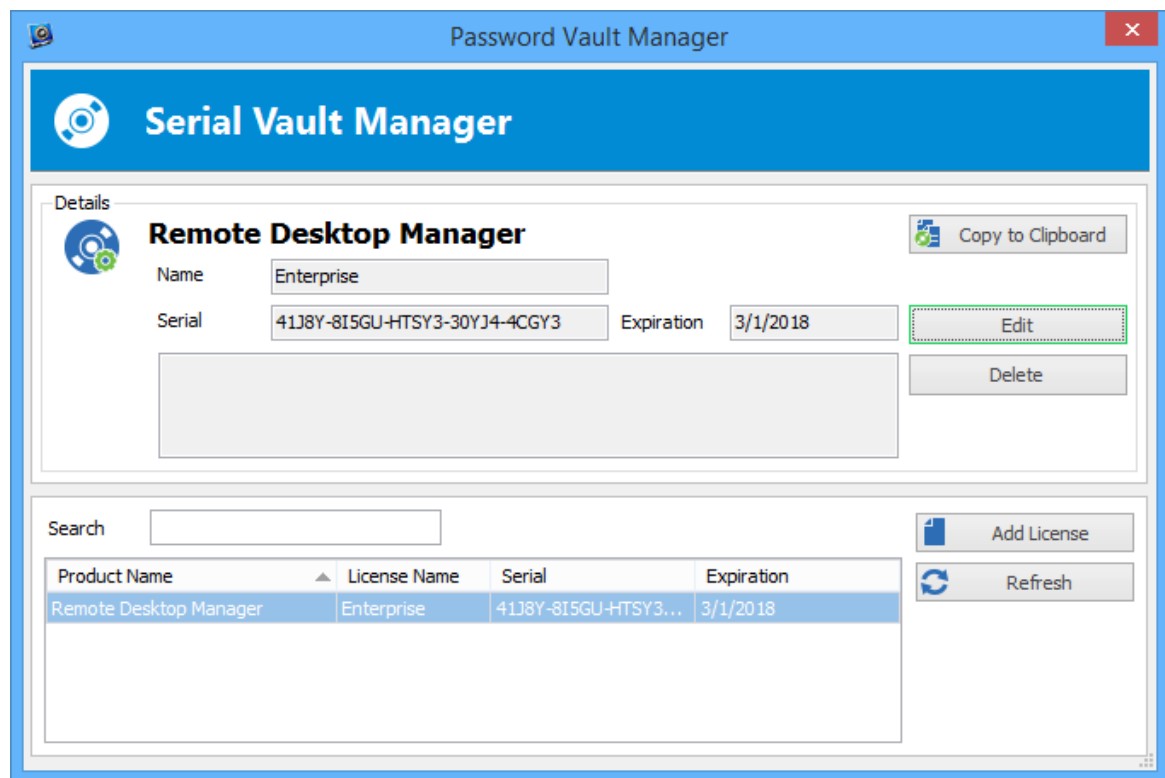 Password Vault Manager
Serial Vault Manager
Details
Remote Desktop Manager
Copy to Clipboard
Name Enterprise
Serial 41J8Y-8I5GU-HTSY3-30YJ4-4CGY3 Expiration 3/1/2018 Edit
Delete
Search
Add License
Product Name License Name Serial Expiration
Refresh
Remote Desktop Manager Enterprise 41J8Y-8I5GU-HTSY3... 3/1/2018